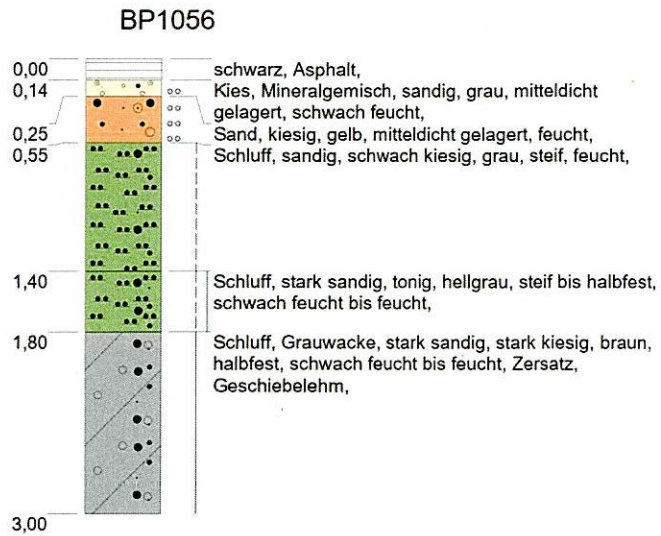 BP1056
0,00 schwarz, Asphalt,
0,14 Kies, Mineralgemisch, sandig, grau, mitteldicht
gelagert, schwach feucht,
0,25 Sand, kiesig, gelb, mitteldicht gelagert, feucht,
0,55 Schluff, sandig, schwach kiesig, grau, steif, feucht,
1,40 Schluff, stark sandig, tonig, hellgrau, steif bis halbfest,
schwach feucht bis feucht,
1,80 Schluff, Grauwacke, stark sandig, stark kiesig, braun,
halbfest, schwach feucht bis feucht, Zersatz,
Geschiebelehm,
3,00